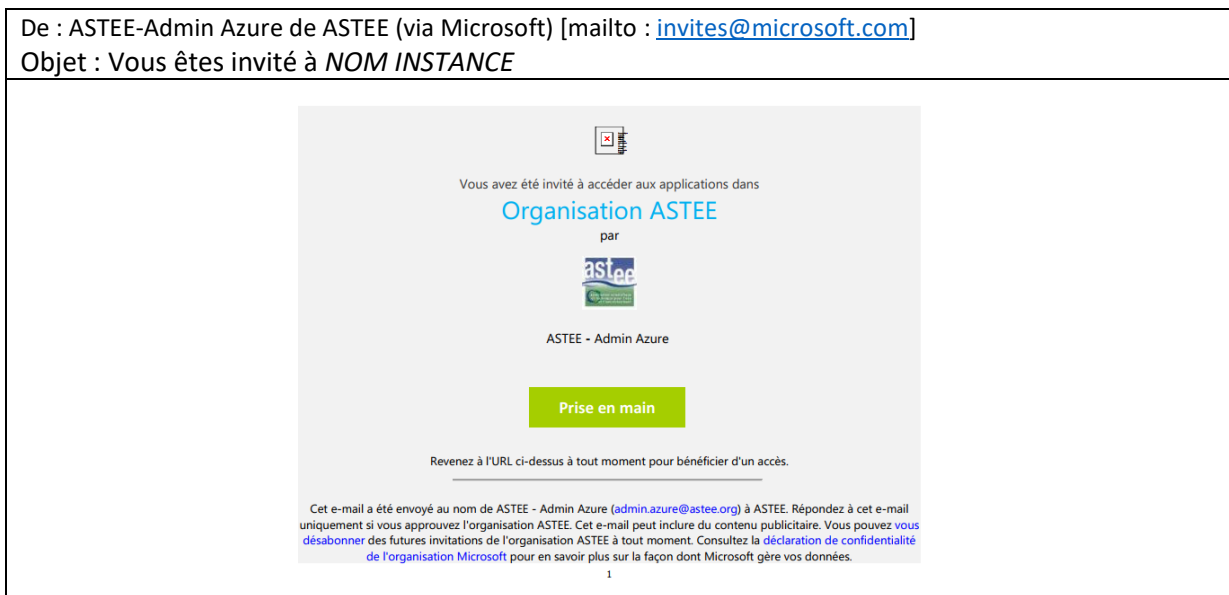 De : ASTEE-Admin Azure de ASTEE (via Microsoft) [mailto : invites@microsoft.com]
Objet : Vous êtes invité à NOM INSTANCE
Vous avez été invité à accéder aux applications dans
Organisation ASTEE
par
astee
ASTEE - Admin Azure
Prise en main
Revenez à l'URL ci-dessus à tout moment pour bénéficier d'un accès.
Cet e-mail a été envoyé au nom de ASTEE - Admin Azure (admin.azure@astee.org) à ASTEE. Répondez à cet e-mail
uniquement si vous approuvez l'organisation ASTEE. Cet e-mail peut inclure du contenu publicitaire. Vous pouvez vous
désabonner des futures invitations de l'organisation ASTEE à tout moment. Consultez la déclaration de confidentialité
de l'organisation Microsoft pour en savoir plus sur la façon dont Microsoft gère vos données.
1